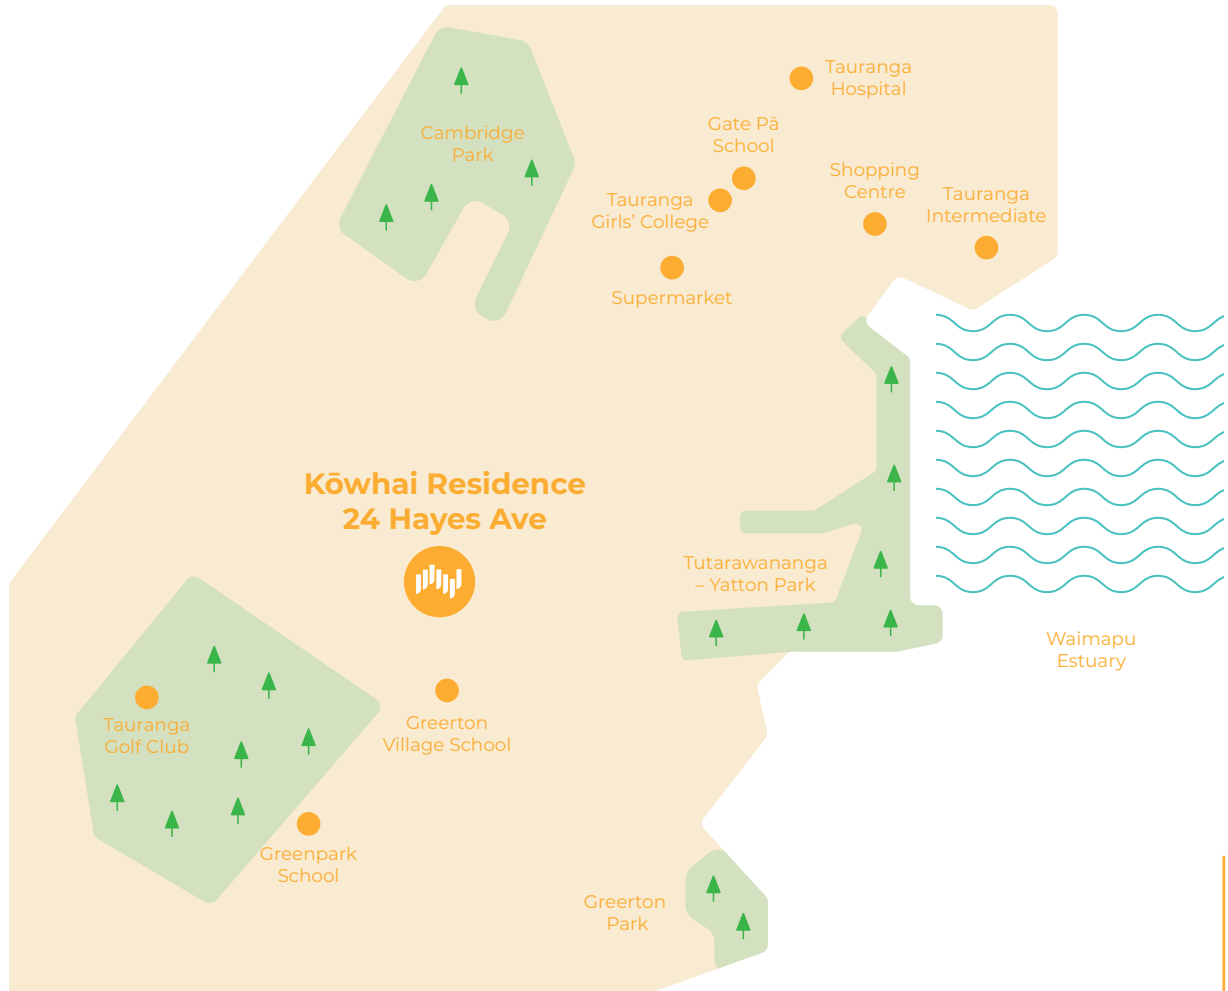 Tauranga
Hospital
Gate Pā
School
Cambridge
Park
Shopping
Centre
Tauranga
Intermediate
Tauranga
Girls’ College
Supermarket
Kōwhai Residence
24 Hayes Ave
Tutarawananga
– Yatton Park
Waimapu
Estuary
Tauranga
Golf Club
Greerton
Village School
Greenpark
School
Greerton
Park